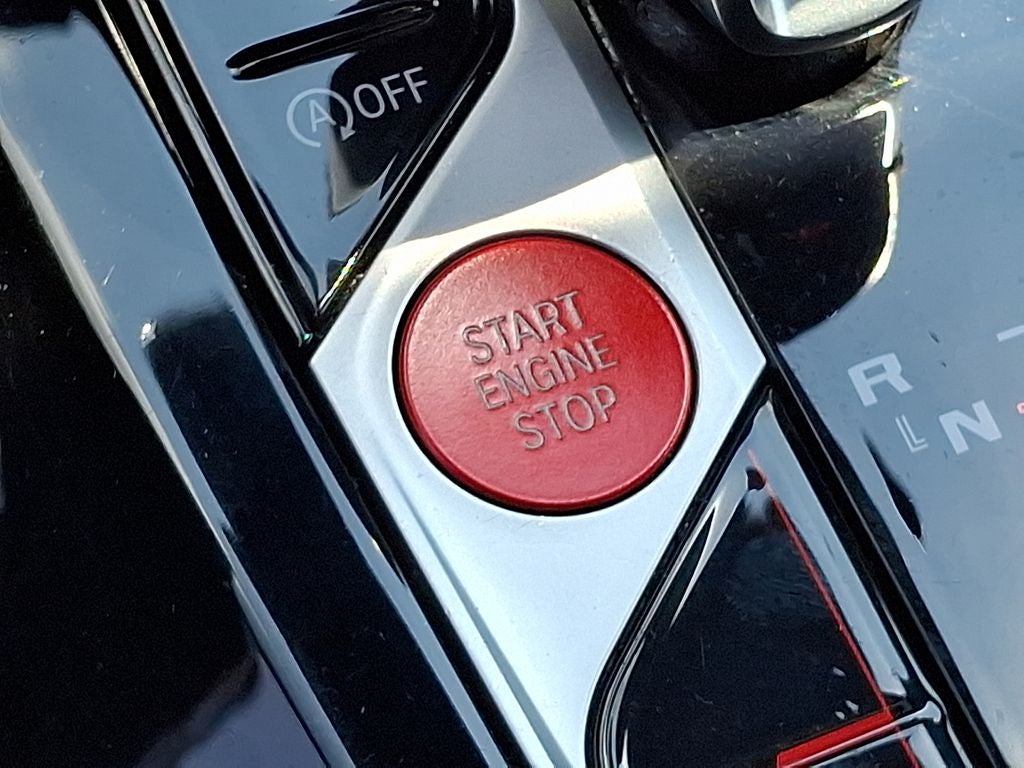 A OFF
START
ENGINE
STOP
R
N